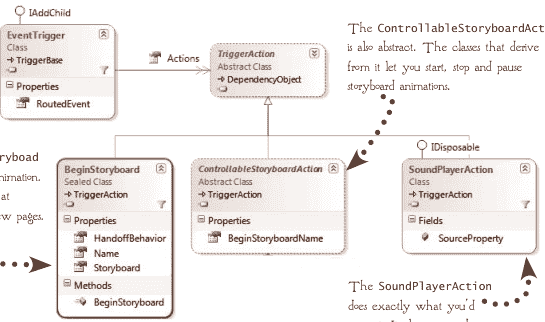 IAddChild
EventTrigger
Class
TriggerBase
Properties
RoutedEvent
Actions
TriggerAction
Abstract Class
DependencyObject
The ControllableStoryboardAct
is also abstract. The classes that derive
from it let you start, stop and pause
storyboard animations.
ryboad
nimation.
at
ew pages.
BeginStoryboard
Sealed Class
TriggerAction
Properties
HandoffBehavior
Name
Storyboard
Methods
BeginStoryboard
ControllableStoryboardAction
Abstract Class
TriggerAction
Properties
BeginStoryboardName
IDisposable
SoundPlayerAction
Class
TriggerAction
Fields
SourceProperty
The SoundPlayerAction
does exactly what you'd